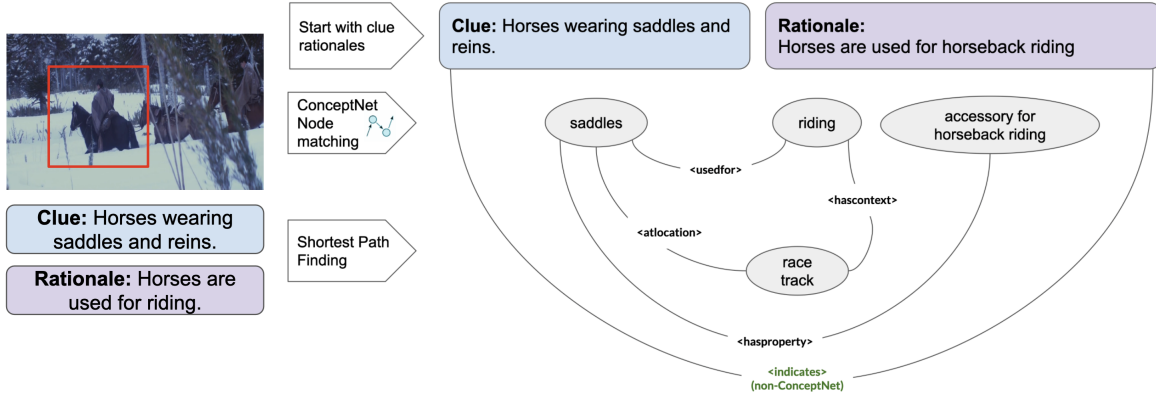 Clue: Horses wearing
saddles and reins.
Rationale: Horses are
used for riding.
Start with clue
rationales
ConceptNet
Node
matching
Shortest Path
Finding
Clue: Horses wearing saddles and
reins.
Rationale:
Horses are used for horseback riding
saddles
riding
accessory for
horseback riding
<usedfor>
<hascontext>
<atlocation>
race
track
<hasproperty>
<indicates>
(non-ConceptNet)